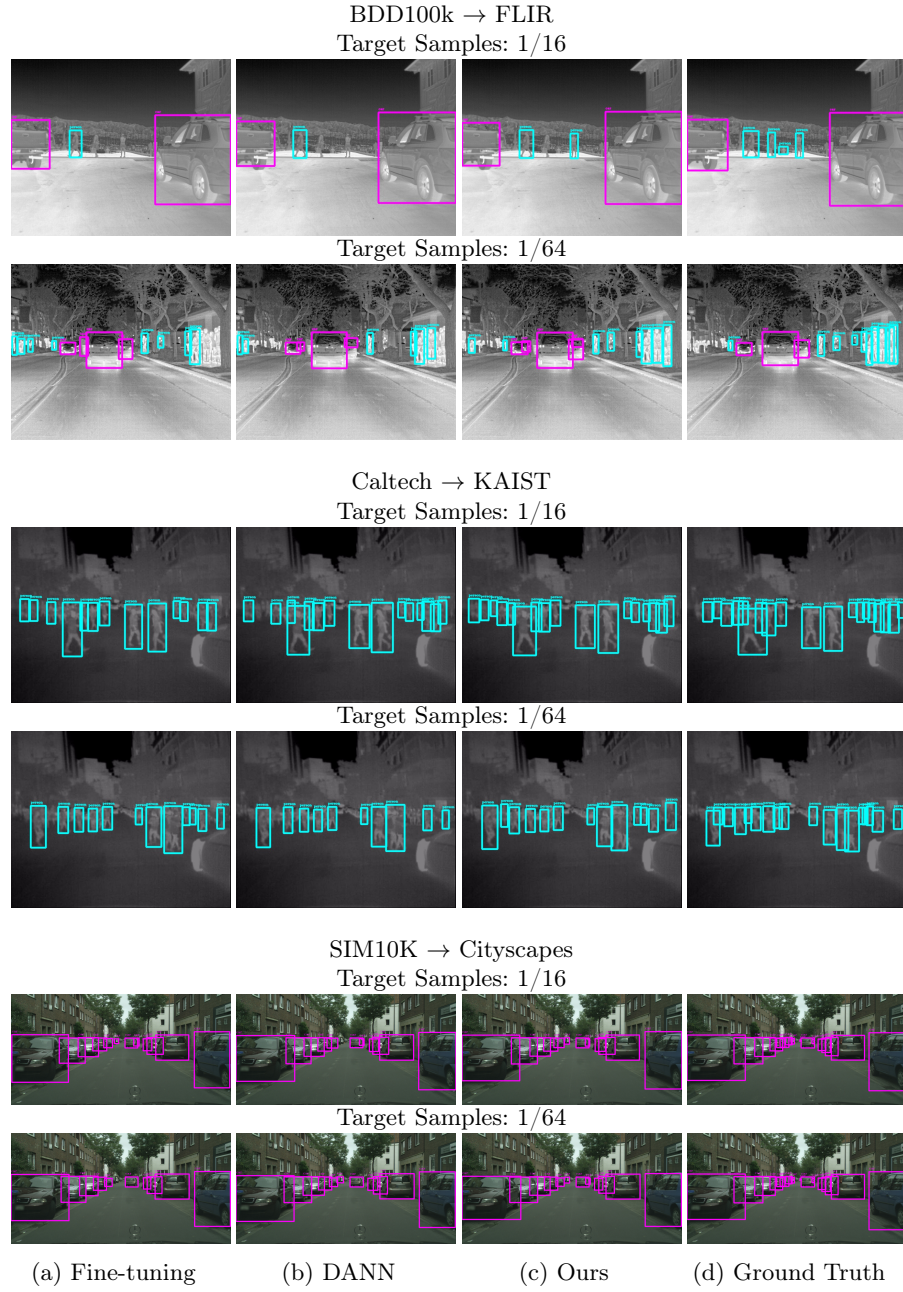 BDD100k → FLIR
Target Samples: 1/16
Target Samples: 1/64
Caltech → KAIST
Target Samples: 1/16
Target Samples: 1/64
SIM10K → Cityscapes
Target Samples: 1/16
Target Samples: 1/64
(a) Fine-tuning (b) DANN (c) Ours (d) Ground Truth